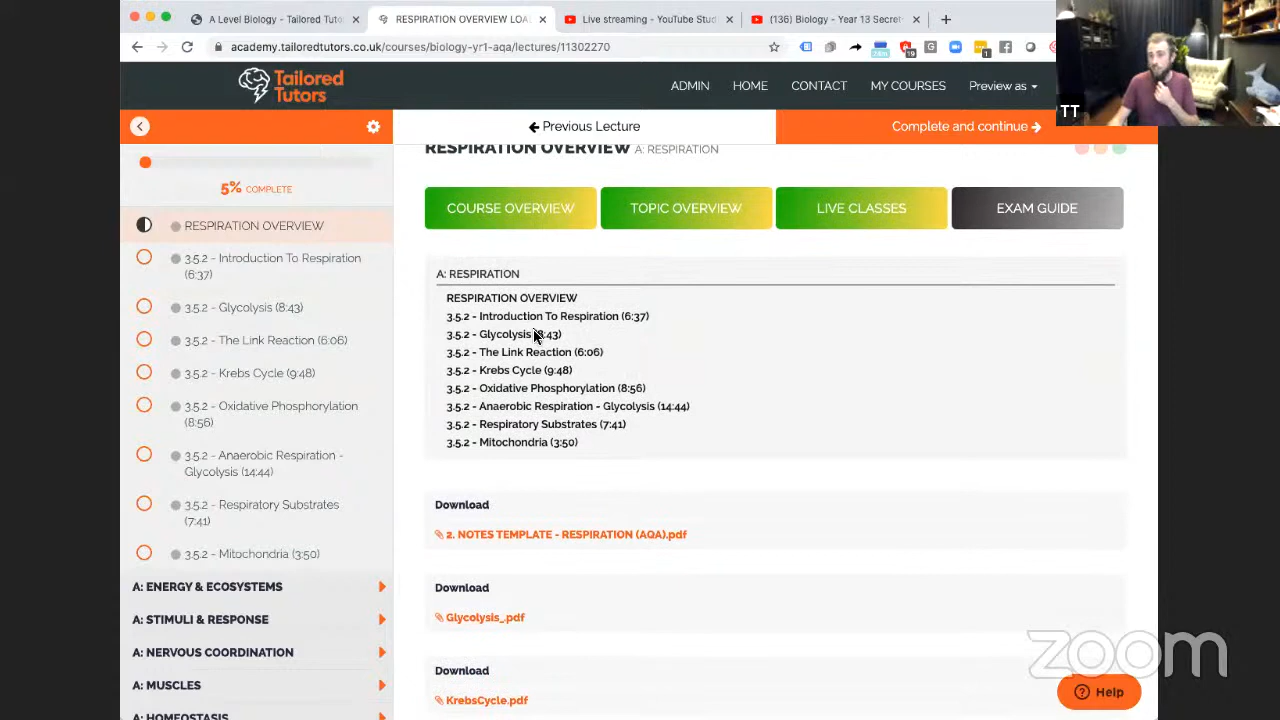 A Level Biology - Tailored Tutors
RESPIRATION OVERVIEW LOA
Live streaming - YouTube Stud
(136) Biology - Year 13 Secret
academy.tailoredtutors.co.uk/courses/biology-yr1-aqa/lectures/11302270
Tailored
Tutors
ADMIN
HOME
CONTACT
MY COURSES
Preview as
TT
Previous Lecture
Complete and continue
5% COMPLETE
RESPIRATION OVERVIEW
3.5.2 - Introduction To Respiration
(6:37)
3.5.2 - Glycolysis (8:43)
3.5.2 - The Link Reaction (6:06)
3.5.2 - Krebs Cycle (9:48)
3.5.2 - Oxidative Phosphorylation
(8:56)
3.5.2 - Anaerobic Respiration -
Glycolysis (14:44)
3.5.2 - Respiratory Substrates
(7:41)
3.5.2 - Mitochondria (3:50)
A: ENERGY & ECOSYSTEMS
A: STIMULI & RESPONSE
A: NERVOUS COORDINATION
A: MUSCLES
A: HOMEOSTASIS
RESPIRATION OVERVIEW A: RESPIRATION
COURSE OVERVIEW
TOPIC OVERVIEW
LIVE CLASSES
EXAM GUIDE
A: RESPIRATION
RESPIRATION OVERVIEW
3.5.2 - Introduction To Respiration (6:37)
3.5.2 - Glycolysis (8:43)
3.5.2 - The Link Reaction (6:06)
3.5.2 - Krebs Cycle (9:48)
3.5.2 - Oxidative Phosphorylation (8:56)
3.5.2 - Anaerobic Respiration - Glycolysis (14:44)
3.5.2 - Respiratory Substrates (7:41)
3.5.2 - Mitochondria (3:50)
Download
2. NOTES TEMPLATE - RESPIRATION (AQA).pdf
Download
Glycolysis_.pdf
Download
KrebsCycle.pdf
zoom
Help